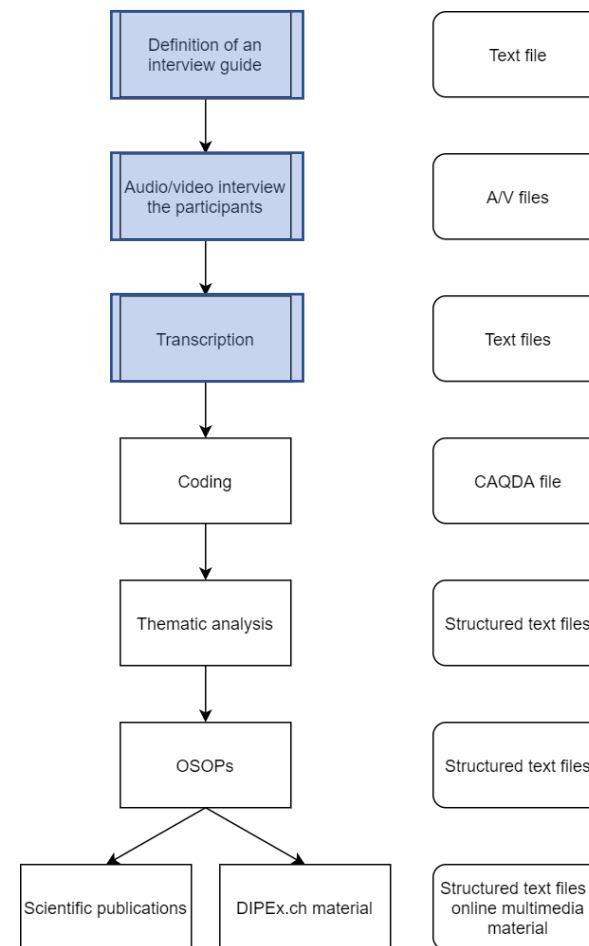 Definition of an
interview guide
Text file
Audio/video interview
the participants
A/V files
Transcription
Text files
Coding
CAQDA file
Thematic analysis
Structured text files
OSOPs
Structured text files
Scientific publications
DIPEx.ch material
Structured text files
online multimedia
material